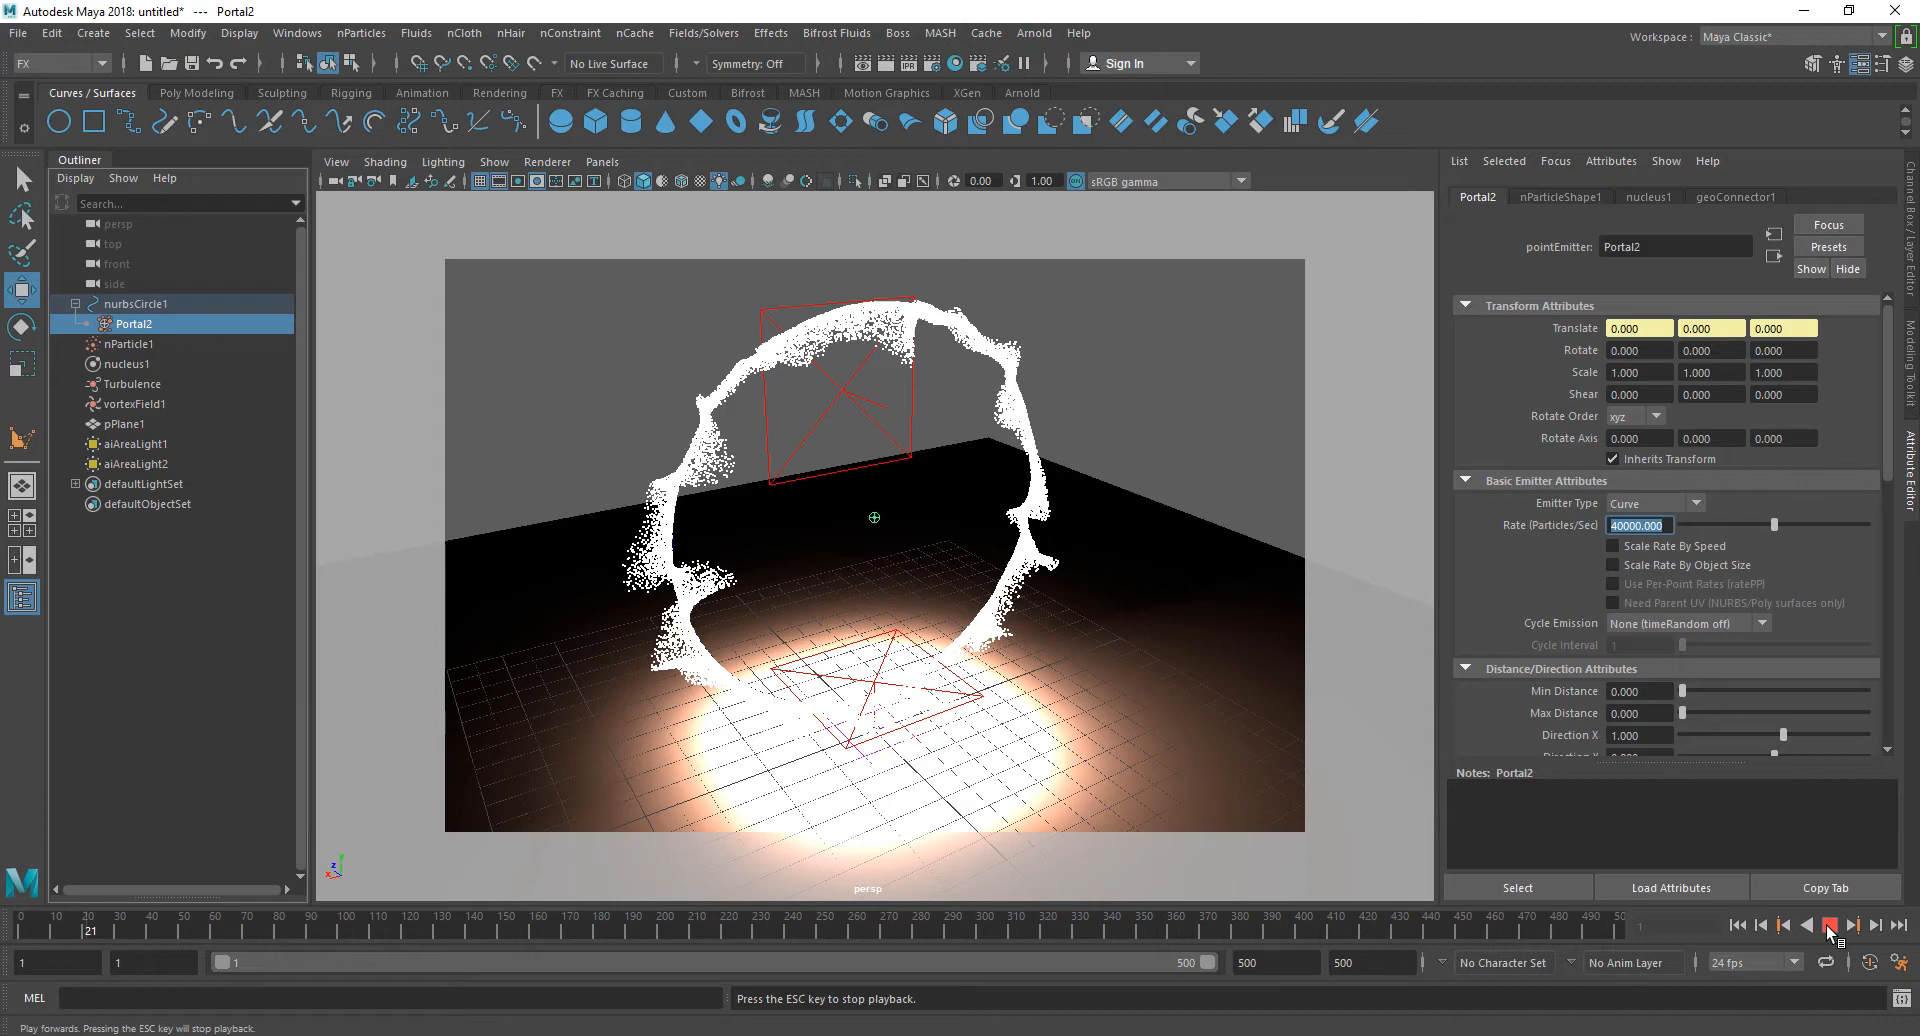 Autodesk Maya 2018: untitled* --- Portal2
File Edit Create Select Modify Display Windows nParticles Fluids nCloth nHair nConstraint nCache Fields/Solvers Effects Bifrost Fluids Boss MASH Cache Arnold Help
Workspace : Maya Classic*
FX No Live Surface Symmetry: Off Sign In
Curves / Surfaces Poly Modeling Sculpting Rigging Animation Rendering FX FX Caching Custom Bifrost MASH Motion Graphics XGen Arnold
Outliner
Display Show Help
Search...
persp
top
front
side
nurbsCircle1
Portal2
nParticle1
nucleus1
Turbulence
vortexField1
pPlane1
aiAreaLight1
aiAreaLight2
defaultLightSet
defaultObjectSet
View Shading Lighting Show Renderer Panels
0.00 1.00 sRGB gamma
persp
List Selected Focus Attributes Show Help
Portal2 nParticleShape1 nucleus1 geoConnector1
pointEmitter: Portal2
Focus
Presets
Show Hide
Transform Attributes
Translate 0.000 0.000 0.000
Rotate 0.000 0.000 0.000
Scale 1.000 1.000 1.000
Shear 0.000 0.000 0.000
Rotate Order xyz
Rotate Axis 0.000 0.000 0.000
Inherits Transform
Basic Emitter Attributes
Emitter Type Curve
Rate (Particles/Sec) 40000.000
Scale Rate By Speed
Scale Rate By Object Size
Use Per-Point Rates (ratePP)
Need Parent UV (NURBS/Poly surfaces only)
Cycle Emission None (timeRandom off)
Cycle Interval 1
Distance/Direction Attributes
Min Distance 0.000
Max Distance 0.000
Direction X 1.000
Notes: Portal2
Select Load Attributes Copy Tab
Channel Box / Layer Editor
Modeling Toolkit
Attribute Editor
0 10 20 30 40 50 60 70 80 90 100 110 120 130 140 150 160 170 180 190 200 210 220 230 240 250 260 270 280 290 300 310 320 330 340 350 360 370 380 390 400 410 420 430 440 450 460 470 480 490 50
21
1
1 1 1 500 500 500 No Character Set No Anim Layer 24 fps
MEL Press the ESC key to stop playback.
Play forwards. Pressing the ESC key will stop playback.